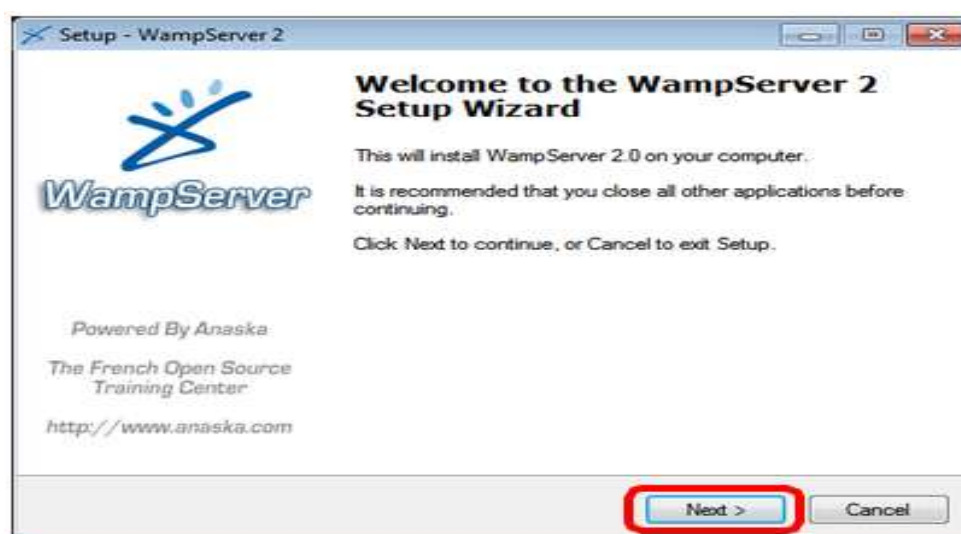 Setup - WampServer 2
WampServer
Powered By Anaska
The French Open Source
Training Center
http://www.anaska.com
Welcome to the WampServer 2
Setup Wizard
This will install WampServer 2.0 on your computer.
It is recommended that you close all other applications before
continuing.
Click Next to continue, or Cancel to exit Setup.
Next >
Cancel